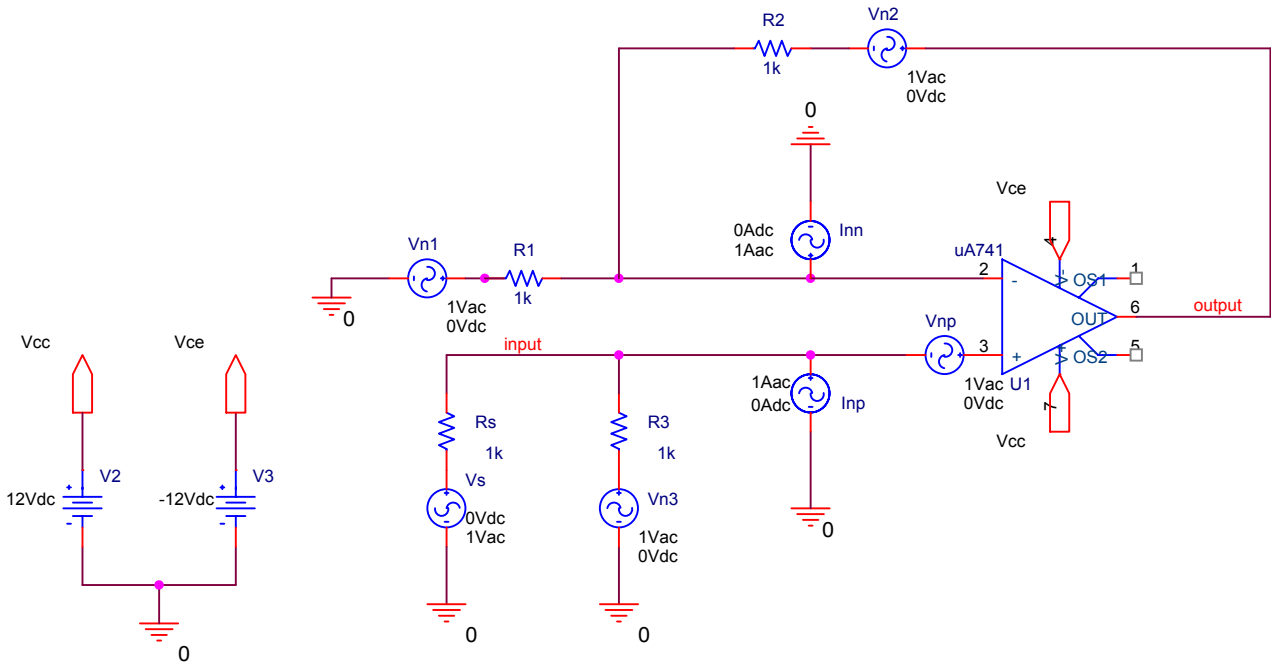 R2
1k
Vn2
1Vac
0Vdc
0
Vce
0Adc
1Aac
Inn
uA741
4
V-
OS1
1
2
-
Vn1
R1
1k
1Vac
0Vdc
0
OUT
6
output
Vcc
Vce
input
Vnp
3
+
V+
OS2
5
1Vac
0Vdc
U1
7
Vcc
1Aac
0Adc
Inp
0
Rs
1k
R3
1k
V2
12Vdc
V3
-12Vdc
Vs
0Vdc
1Vac
Vn3
1Vac
0Vdc
0
0
0